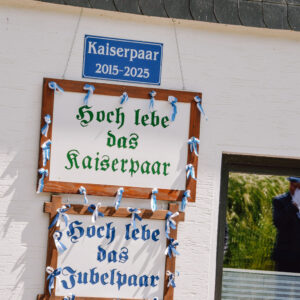 Kaiserpaar
2015-2025
Hoch lebe
das
Kaiserpaar
Hoch lebe
das
Jubelpaar